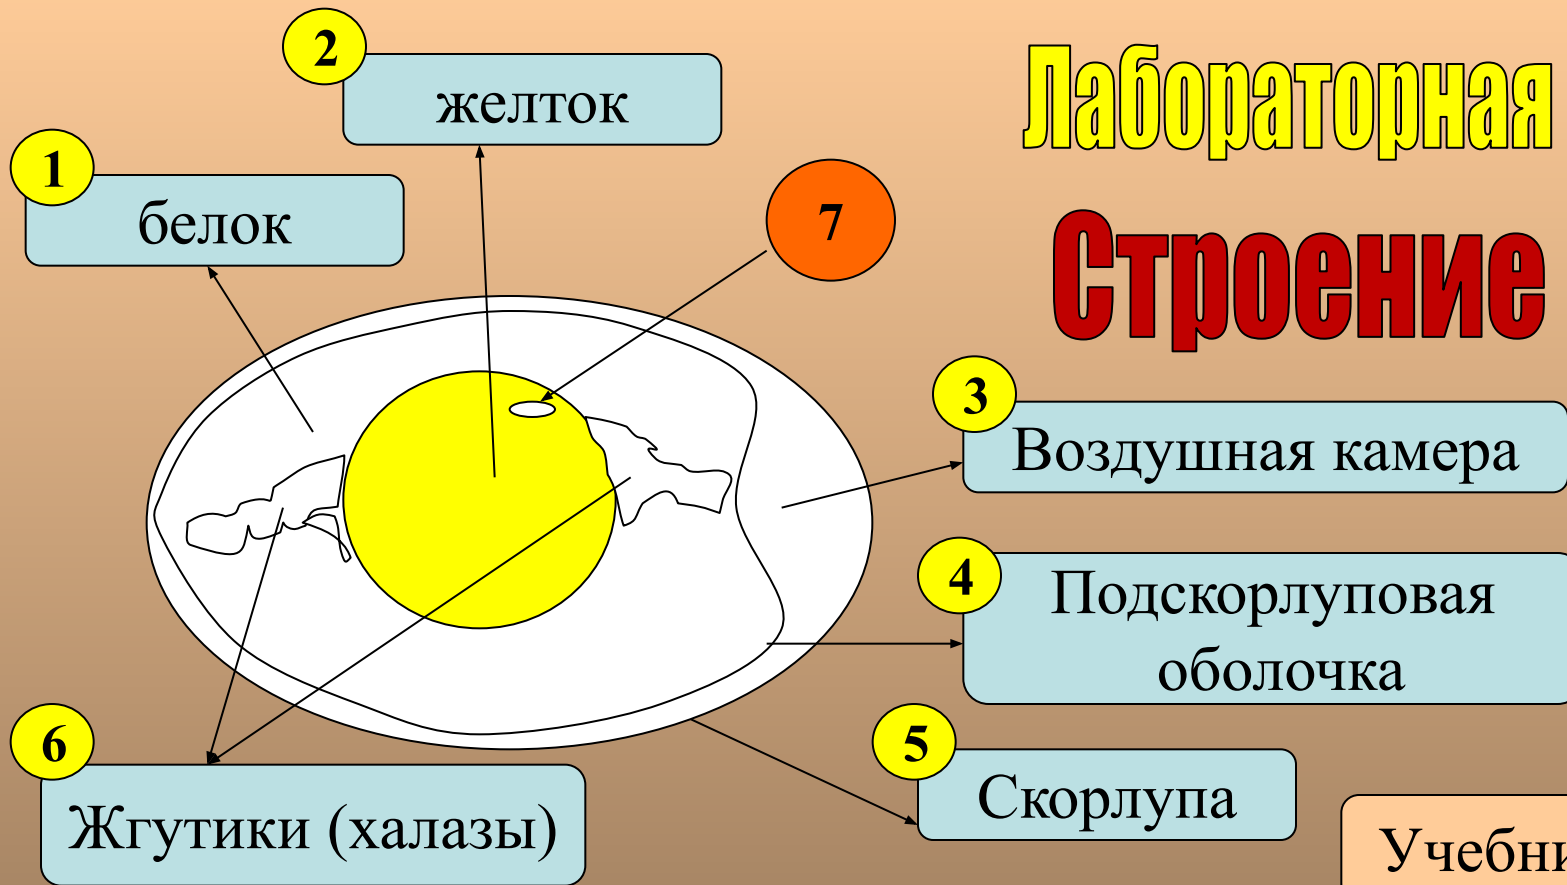 2
желток
Лабораторная
1
белок
7
Строение
3
Воздушная камера
4
Подскорлуповая
оболочка
6
Жгутики (халазы)
5
Скорлупа